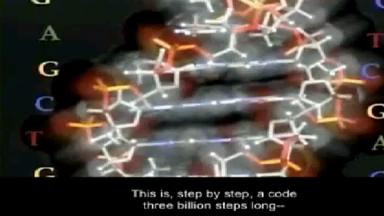 G C
A T
G C
C G
T A
G C
This is, step by step, a code
three billion steps long--